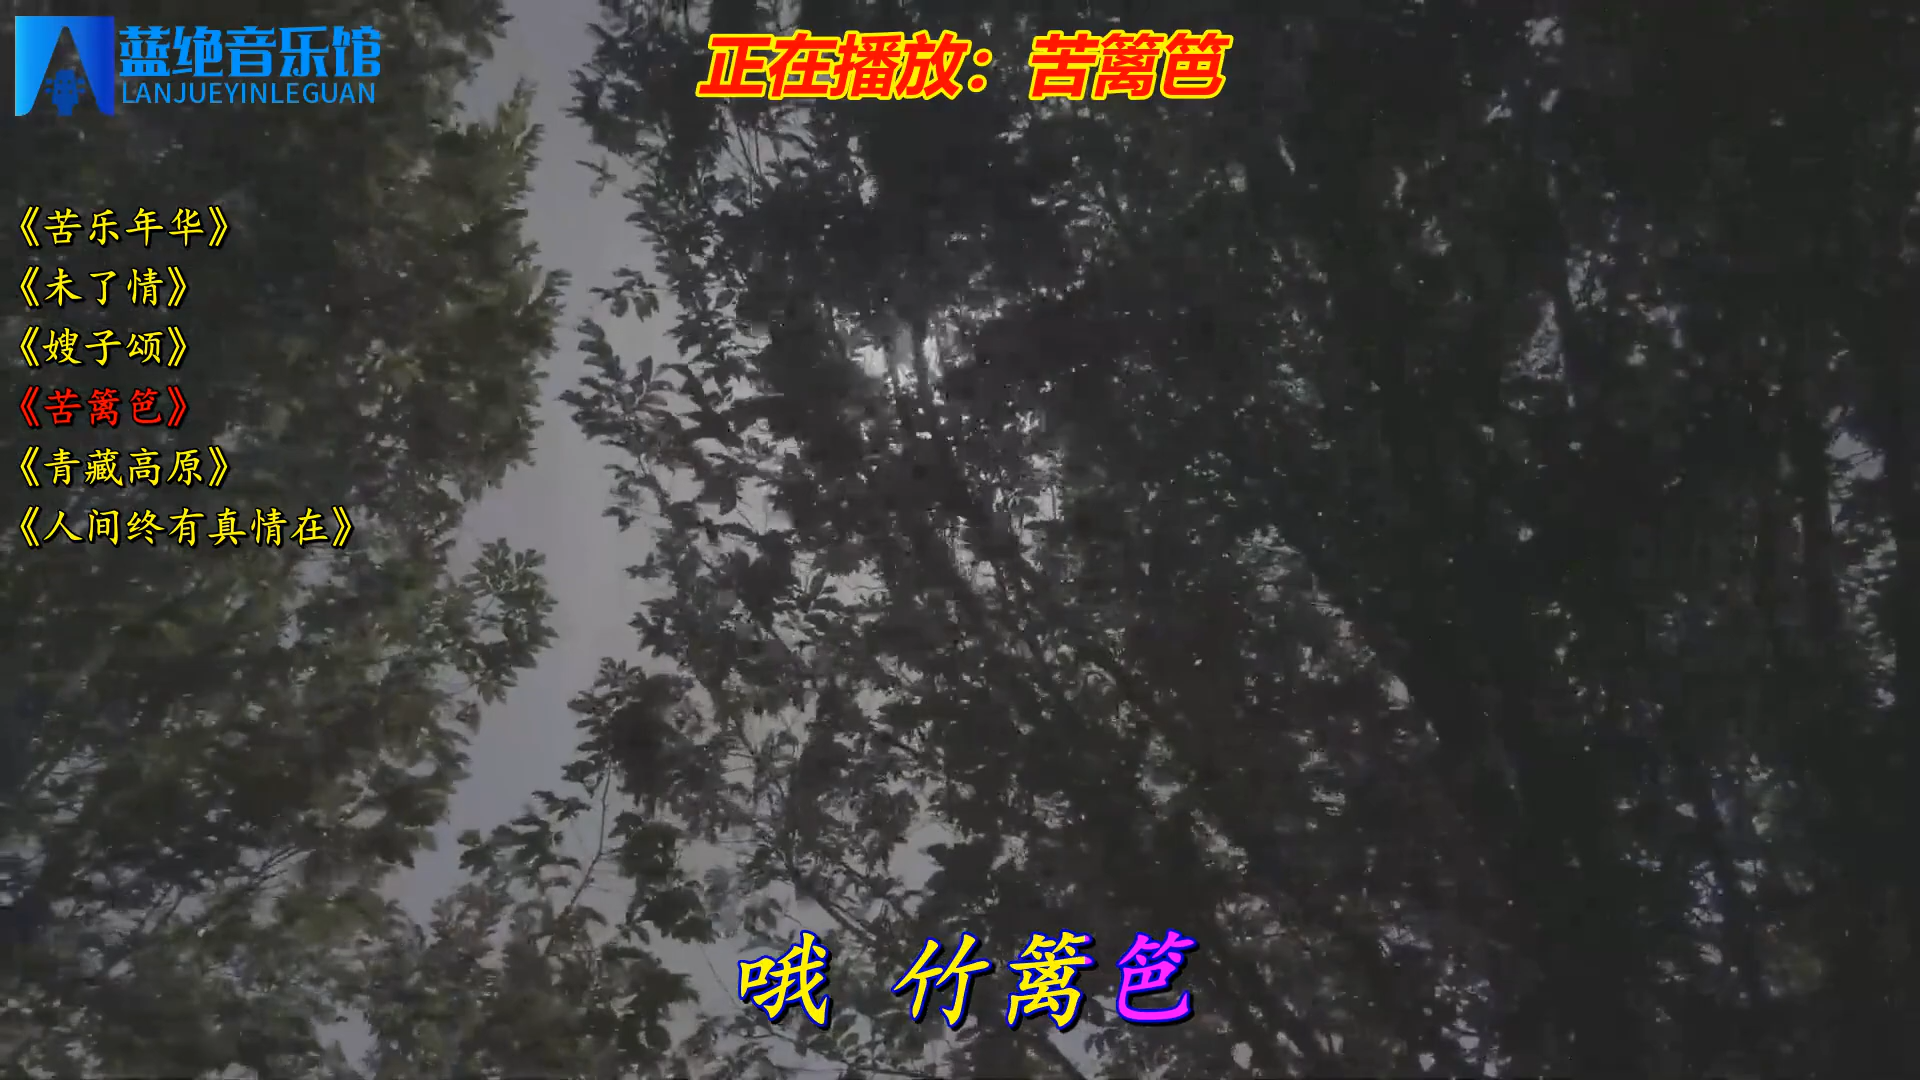 蓝绝音乐馆
LANJUEYINLEGUAN
正在播放：苦篱笆
《苦乐年华》
《未了情》
《嫂子颂》
《苦篱笆》
《青藏高原》
《人间终有真情在》
哦 竹篱笆